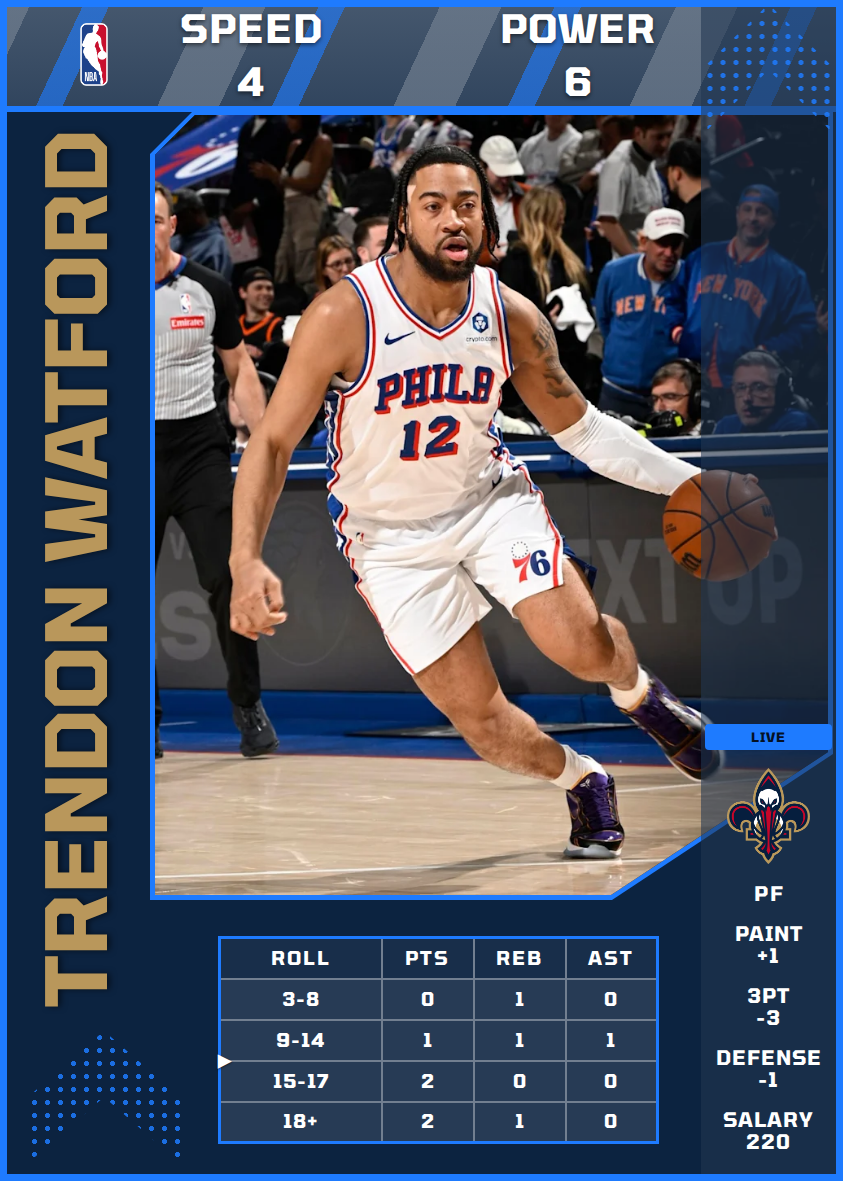 NBA
SPEED
4
POWER
6
TRENDON WATFORD
Emirates
crypto.com
PHILA
12
76
NEW Y
NEW YORK
EXT UP
LIVE
PF
PAINT
+1
3PT
-3
DEFENSE
-1
SALARY
220
ROLL PTS REB AST
3-8 0 1 0
9-14 1 1 1
15-17 2 0 0
18+ 2 1 0